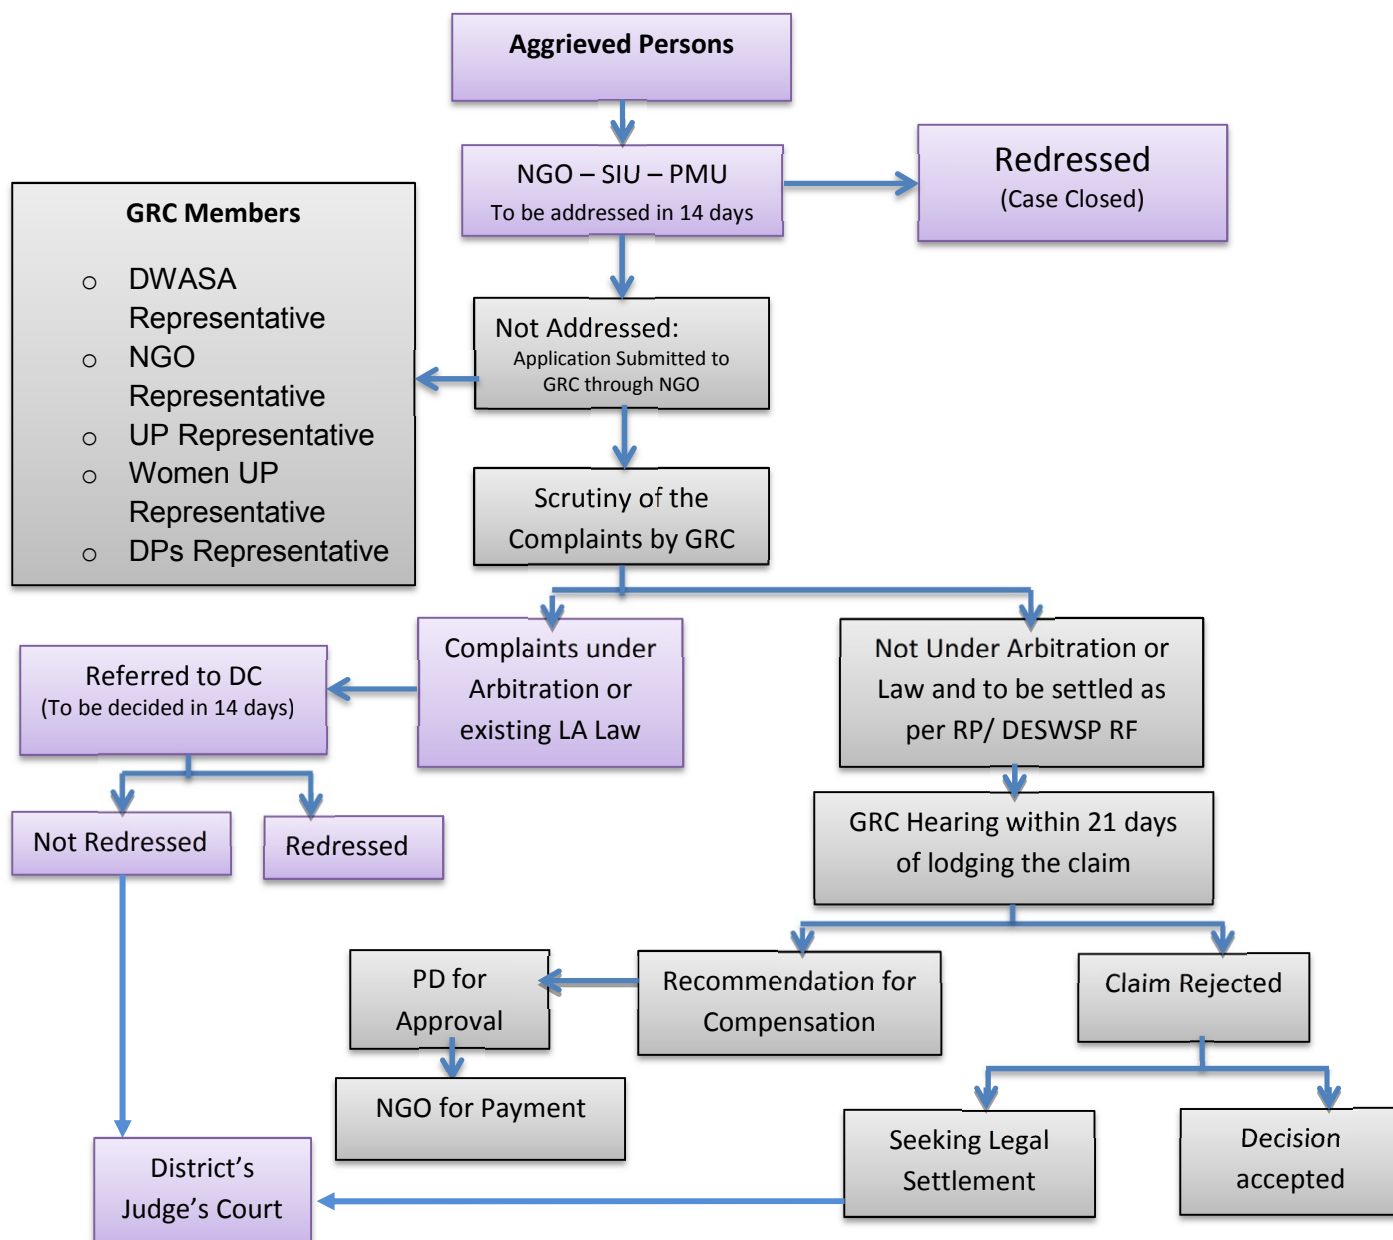 Aggrieved Persons
NGO – SIU – PMU
To be addressed in 14 days
Redressed
(Case Closed)
GRC Members
o DWASA
Representative
o NGO
Representative
o UP Representative
o Women UP
Representative
o DPs Representative
Not Addressed:
Application Submitted to
GRC through NGO
Scrutiny of the
Complaints by GRC
Complaints under
Arbitration or
existing LA Law
Not Under Arbitration or
Law and to be settled as
per RP/ DESWSP RF
Referred to DC
(To be decided in 14 days)
Not Redressed
Redressed
GRC Hearing within 21 days
of lodging the claim
PD for
Approval
Recommendation for
Compensation
Claim Rejected
NGO for Payment
Seeking Legal
Settlement
Decision
accepted
District’s
Judge’s Court